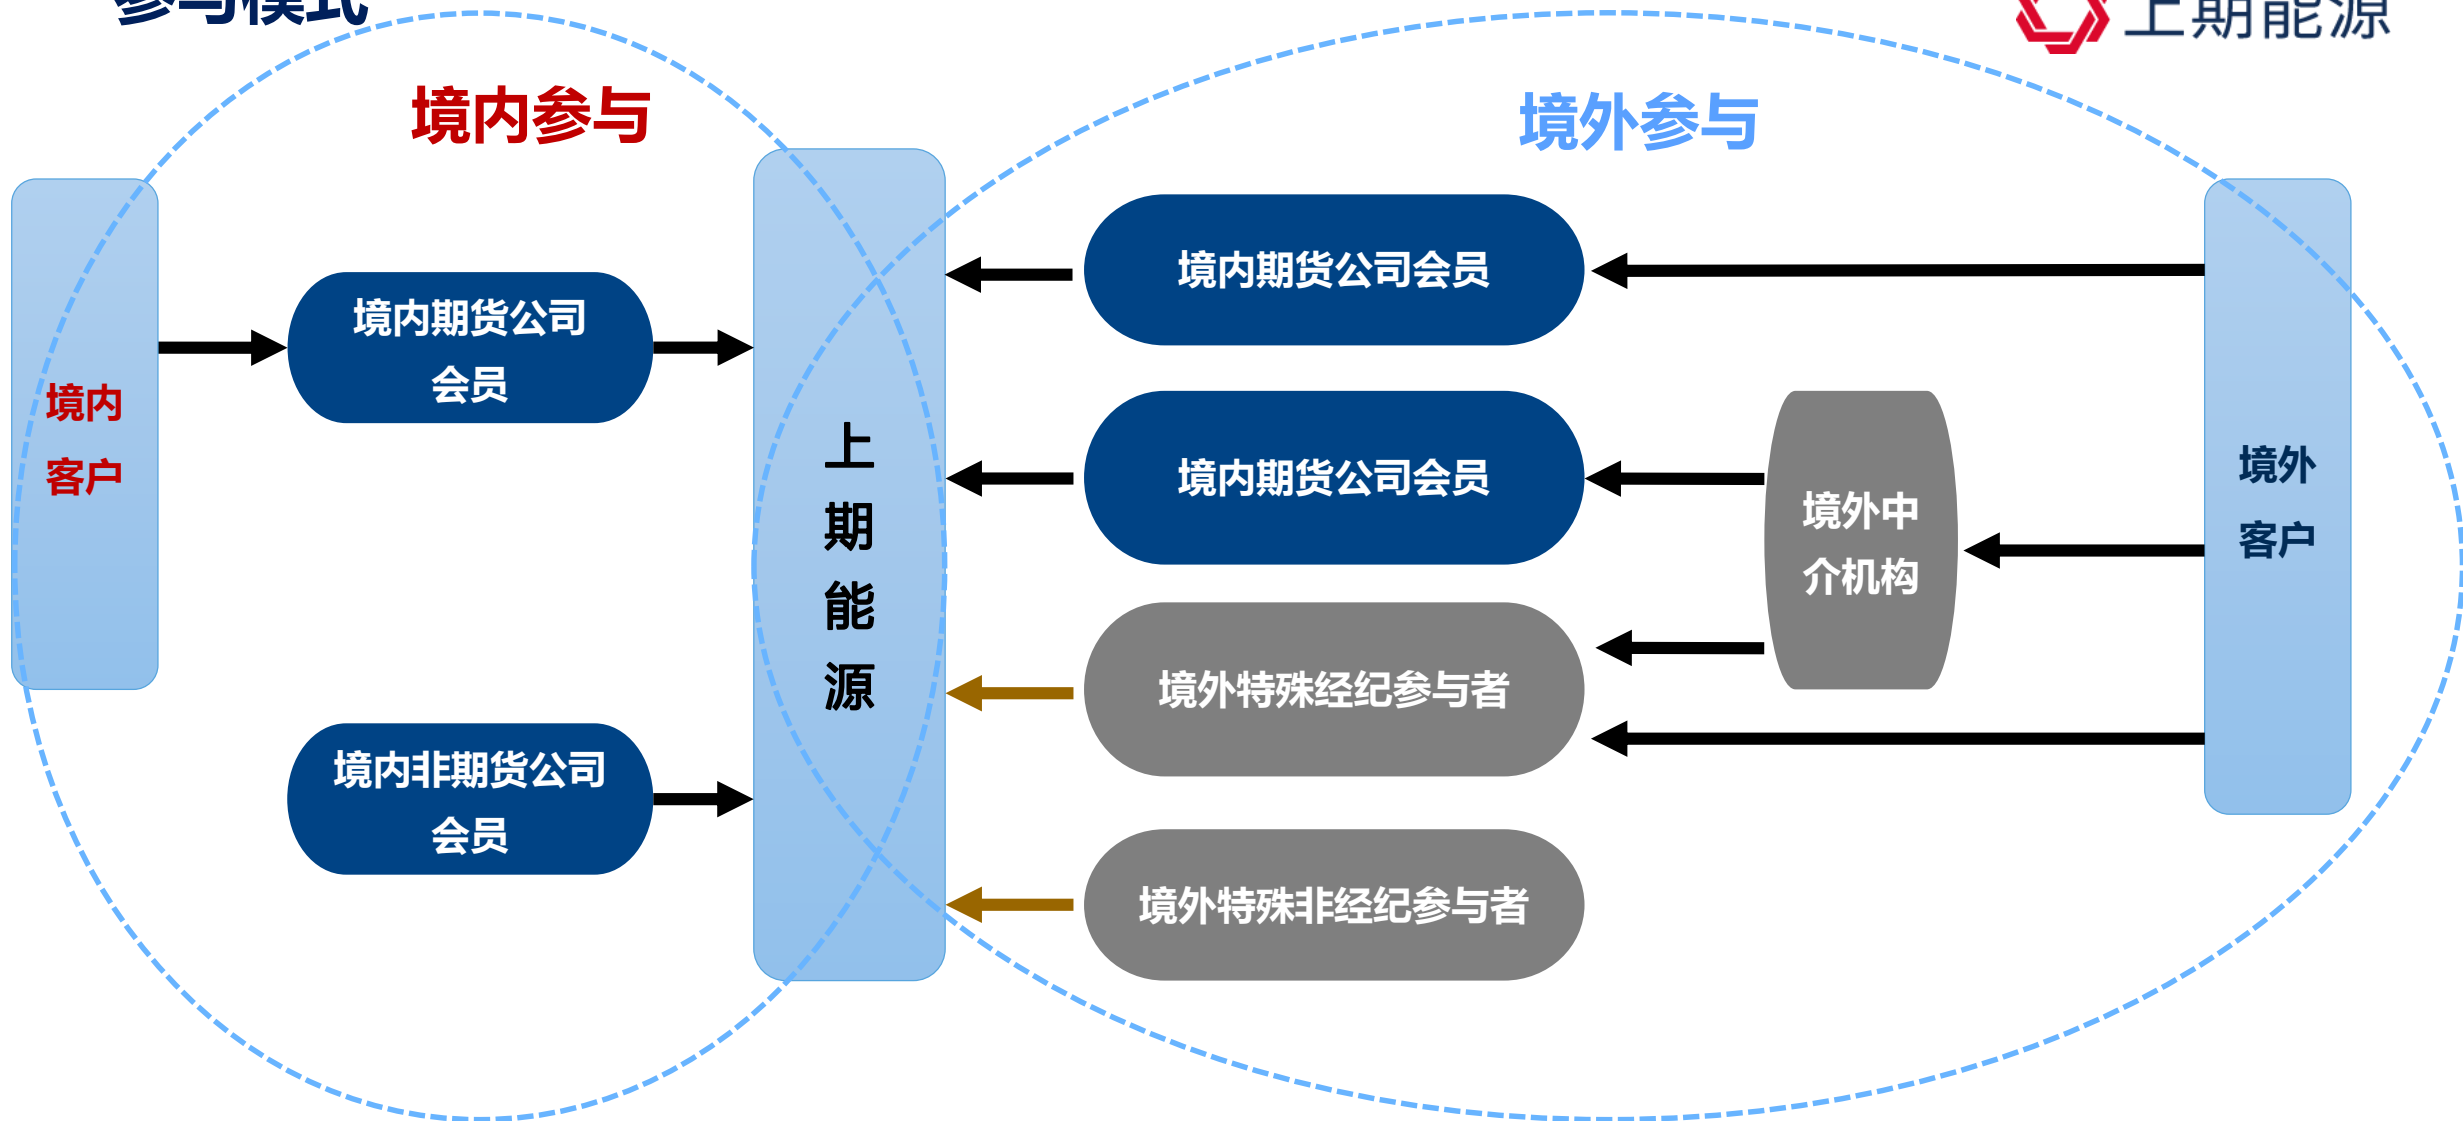 参与模式
上期能源
境内参与
境外参与
境内
客户
境内期货公司
会员
境内非期货公司
会员
上
期
能
源
境内期货公司会员
境内期货公司会员
境外特殊经纪参与者
境外特殊非经纪参与者
境外中
介机构
境外
客户